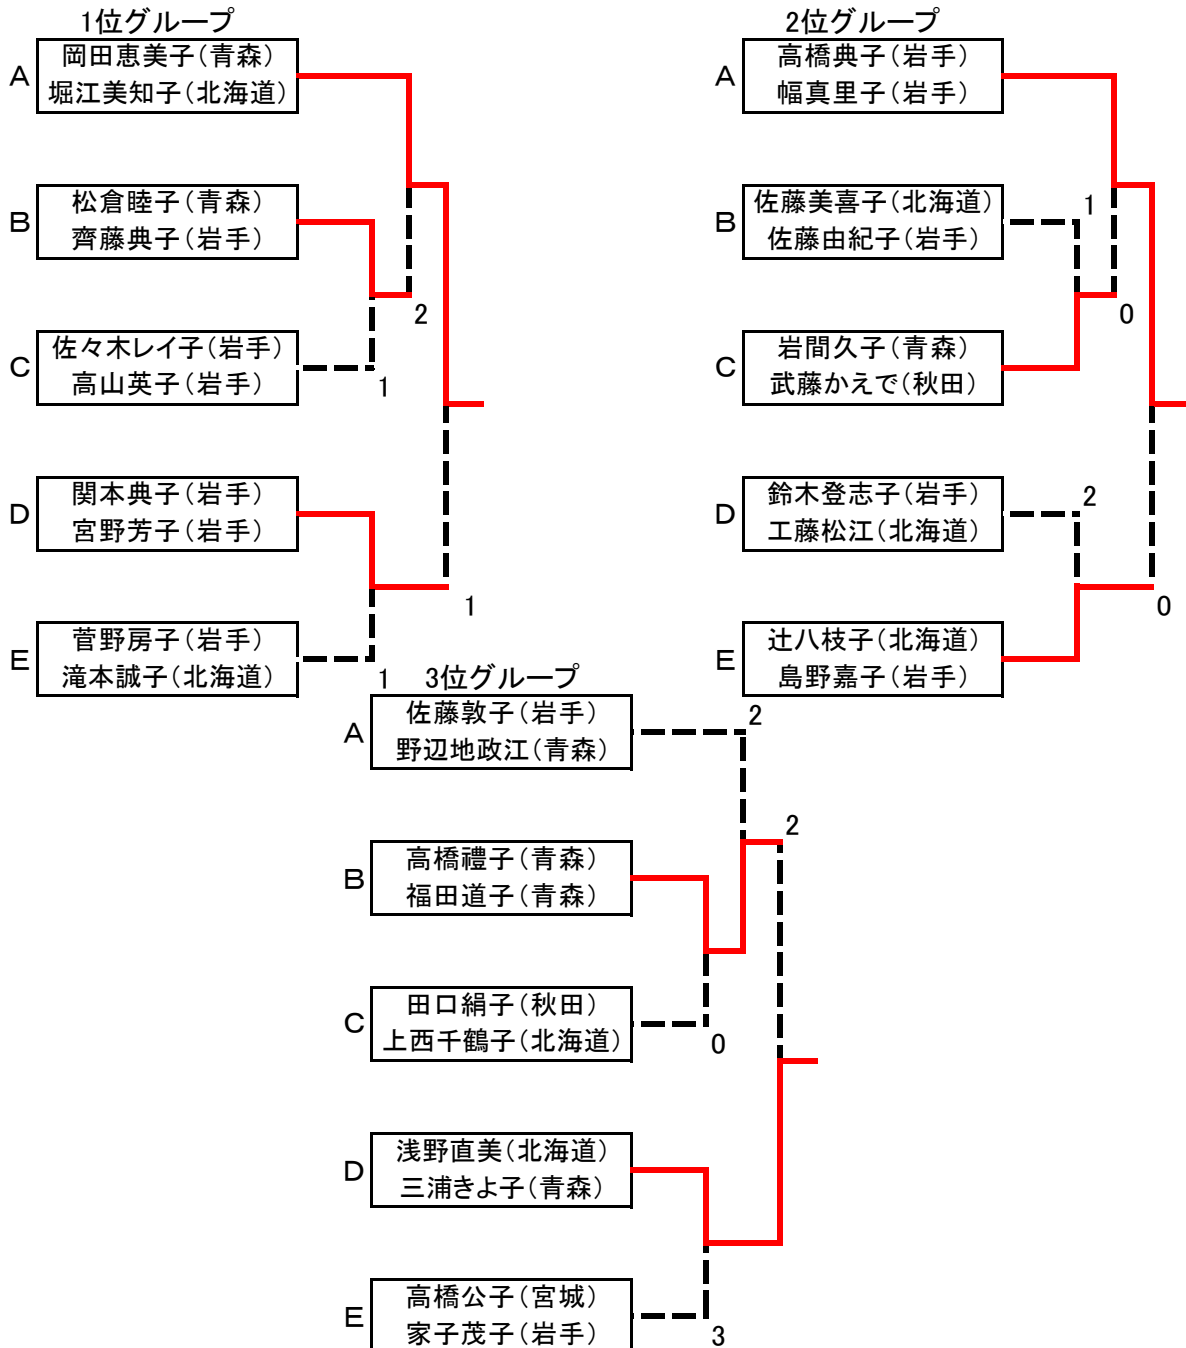 1位グループ
A
岡田恵美子(青森)
堀江美知子(北海道)
B
松倉睦子(青森)
齊藤典子(岩手)
2
C
佐々木レイ子(岩手)
高山英子(岩手)
1
D
関本典子(岩手)
宮野芳子(岩手)
1
E
菅野房子(岩手)
滝本誠子(北海道)
1
2位グループ
A
高橋典子(岩手)
幅真里子(岩手)
B
佐藤美喜子(北海道)
佐藤由紀子(岩手)
1
0
C
岩間久子(青森)
武藤かえで(秋田)
D
鈴木登志子(岩手)
工藤松江(北海道)
2
0
E
辻八枝子(北海道)
島野嘉子(岩手)
3位グループ
A
佐藤敦子(岩手)
野辺地政江(青森)
2
2
B
高橋禮子(青森)
福田道子(青森)
C
田口絹子(秋田)
上西千鶴子(北海道)
0
D
浅野直美(北海道)
三浦きよ子(青森)
E
高橋公子(宮城)
家子茂子(岩手)
3